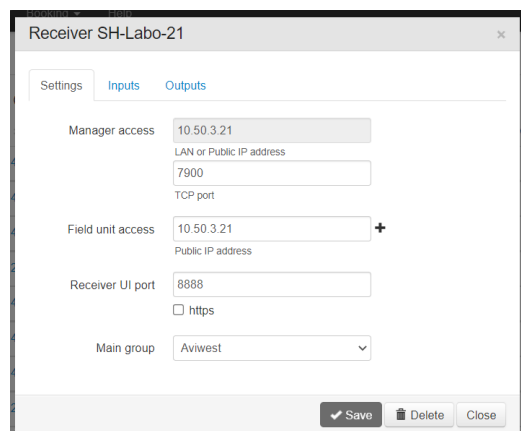 Booking Help
Receiver SH-Labo-21 ×
Settings Inputs Outputs
Manager access 10.50.3.21
LAN or Public IP address
7900
TCP port
Field unit access 10.50.3.21 +
Public IP address
Receiver UI port 8888
https
Main group Aviwest
Save Delete Close